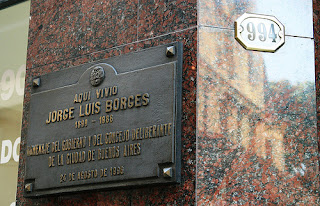 AQUI VIVIO
JORGE LUIS BORGES
1899 - 1986
HOMENAJE DEL GOBIERNO Y DEL CONCEJO DELIBERANTE
DE LA CIUDAD DE BUENOS AIRES
24 DE AGOSTO DE
994